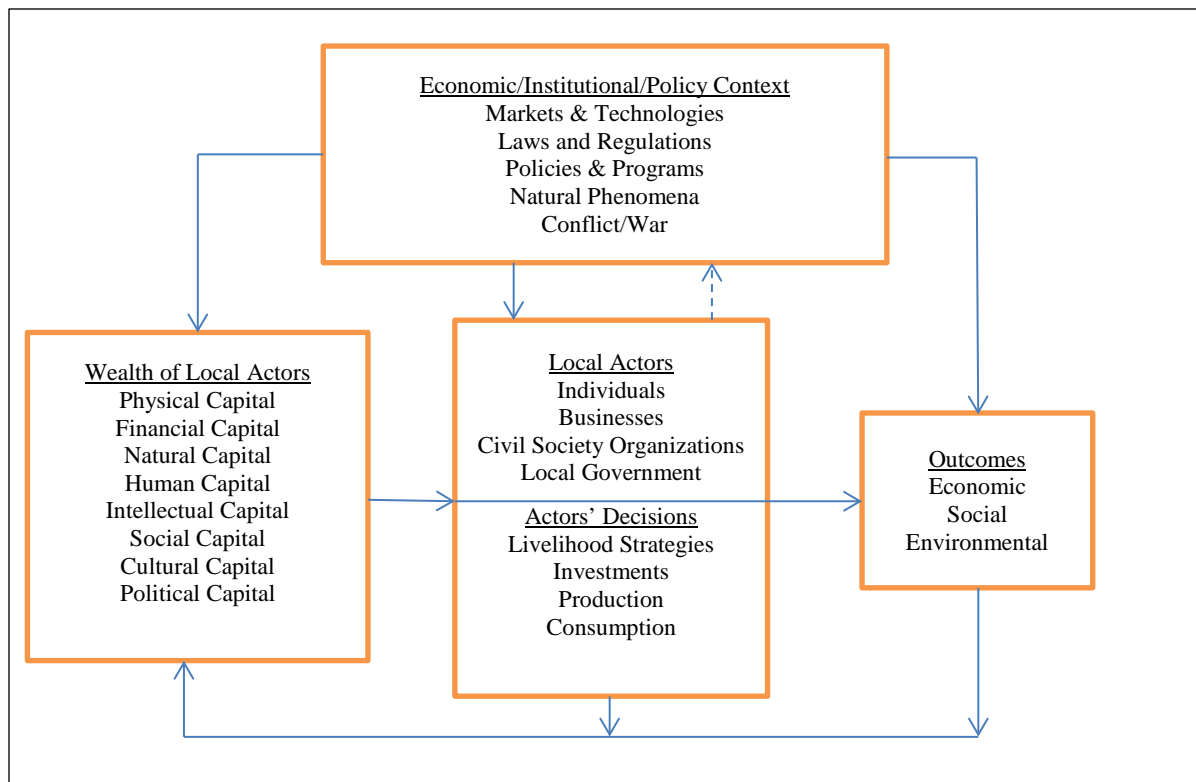 Economic/Institutional/Policy Context
Markets & Technologies
Laws and Regulations
Policies & Programs
Natural Phenomena
Conflict/War
Wealth of Local Actors
Physical Capital
Financial Capital
Natural Capital
Human Capital
Intellectual Capital
Social Capital
Cultural Capital
Political Capital
Local Actors
Individuals
Businesses
Civil Society Organizations
Local Government
Actors’ Decisions
Livelihood Strategies
Investments
Production
Consumption
Outcomes
Economic
Social
Environmental